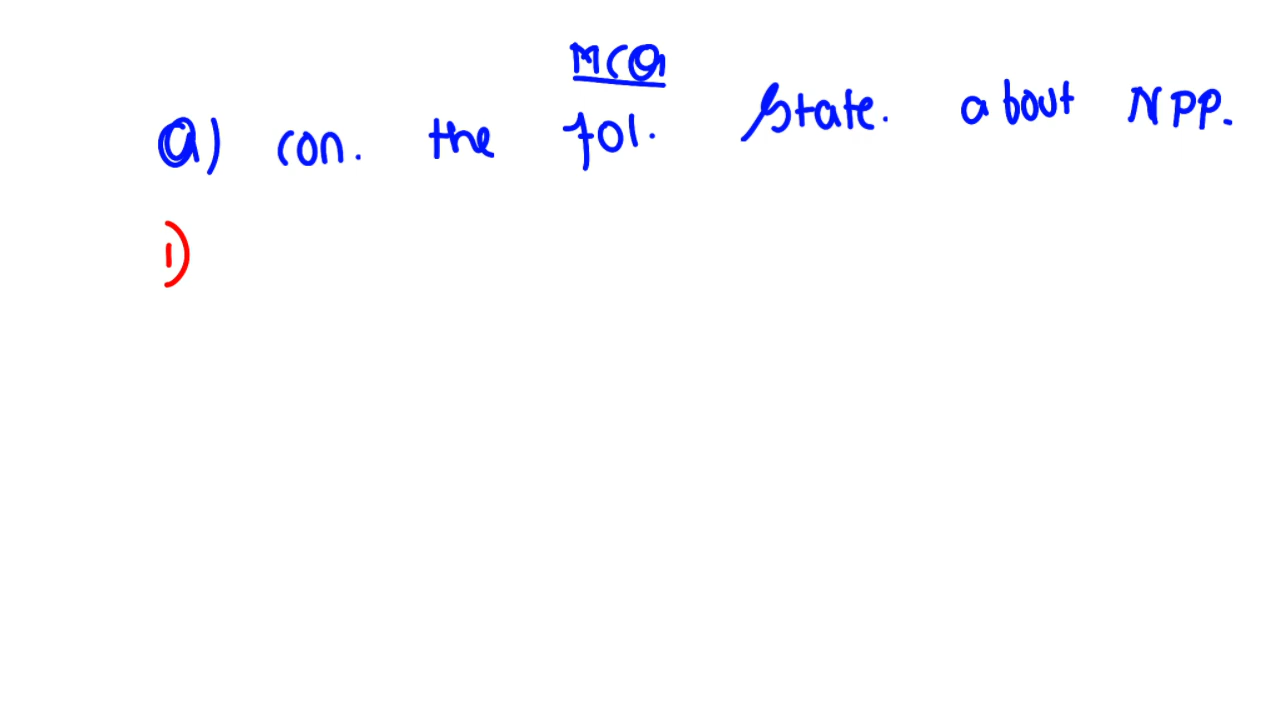 MCQ
Q) con. the fol. state. about NPP.
1)